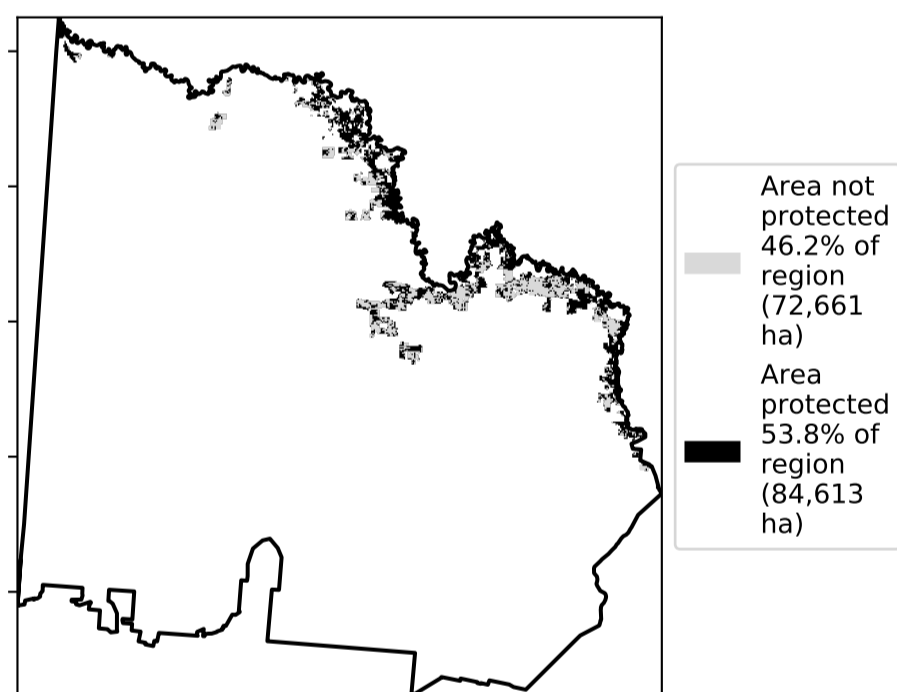 Area not
protected
46.2% of
region
(72,661
ha)
Area
protected
53.8% of
region
(84,613
ha)